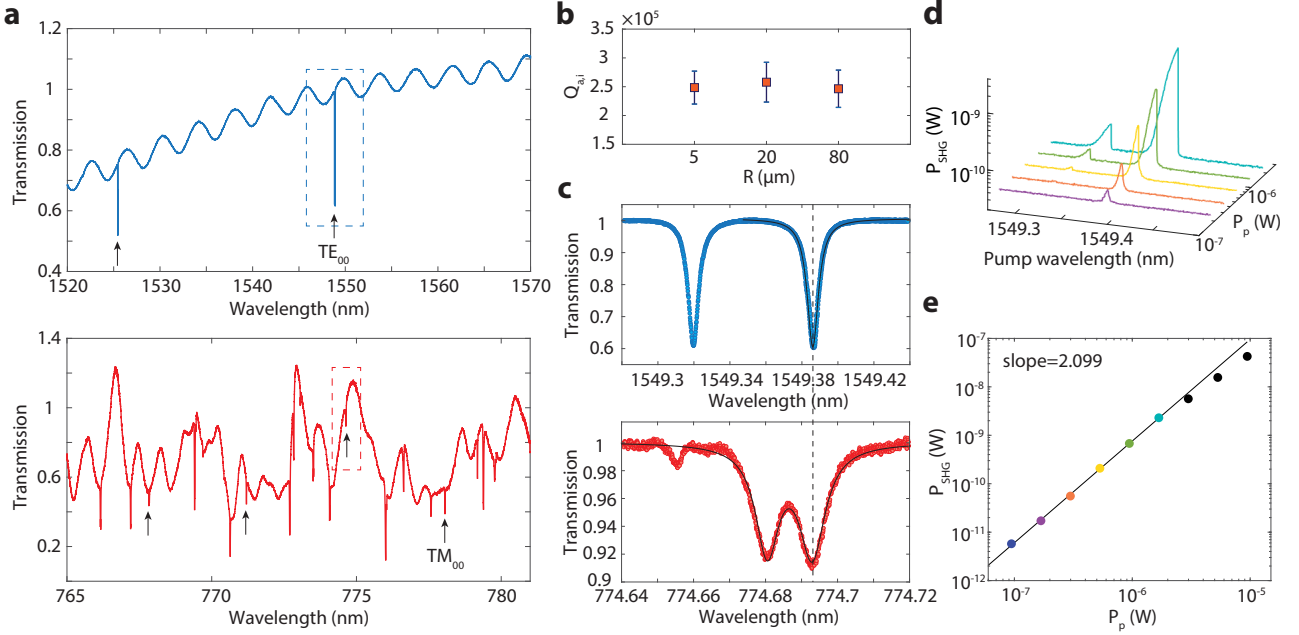 a
1.2
1
0.8
0.6
0.4
Transmission
TE00
1520
1530
1540
1550
1560
1570
Wavelength (nm)
1.4
1
0.6
0.2
Transmission
TM00
765
770
775
780
Wavelength (nm)
b
×10⁵
3.5
3
2.5
2
1.5
Qa,i
5
20
80
R (μm)
c
1
0.9
0.8
0.7
0.6
Transmission
1549.3
1549.34
1549.38
1549.42
Wavelength (nm)
1
0.98
0.96
0.94
0.92
0.9
Transmission
774.64
774.66
774.68
774.7
774.72
Wavelength (nm)
d
10⁻⁹
10⁻¹⁰
PSHG (W)
1549.3
1549.4
Pump wavelength (nm)
10⁻⁷
10⁻⁶
Pp (W)
e
10⁻⁷
10⁻⁸
10⁻⁹
10⁻¹⁰
10⁻¹¹
10⁻¹²
PSHG (W)
slope=2.099
10⁻⁷
10⁻⁶
10⁻⁵
Pp (W)